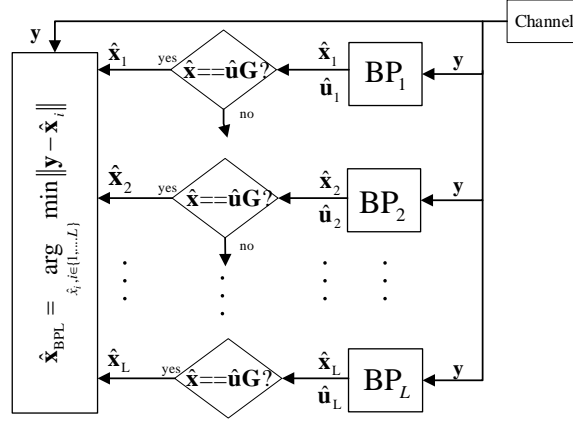 Channel
y
x̂₁ yes x̂==ûG? x̂₁ û₁ BP₁ y
no
x̂₂ yes x̂==ûG? x̂₂ û₂ BP₂ y
no
x̂_L yes x̂==ûG? x̂_L û_L BP_L y
x̂_BPL = arg min ‖y−x̂ᵢ‖
x̂ᵢ,i∈{1,...L}